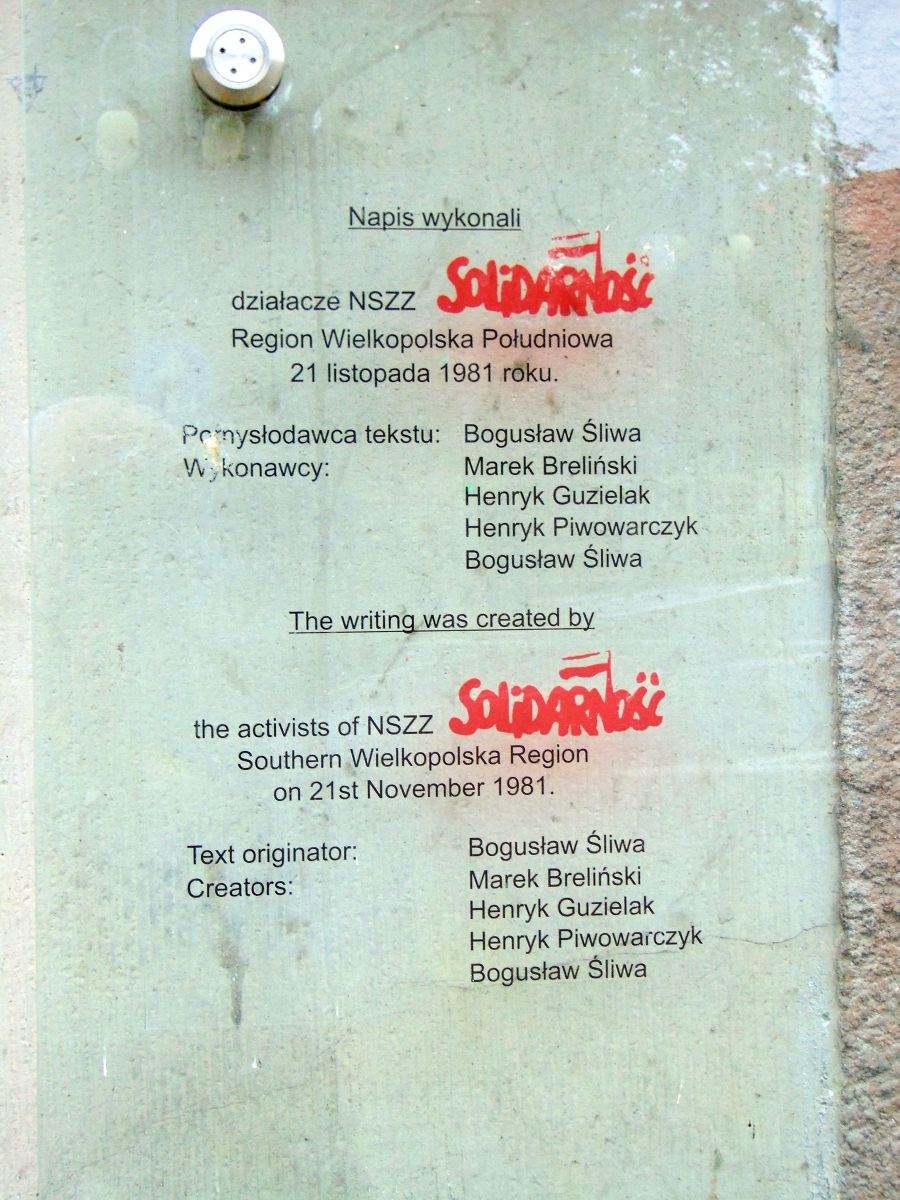 Napis wykonali
działacze NSZZ SOLiDARNOŚĆ
Region Wielkopolska Południowa
21 listopada 1981 roku.
Pomysłodawca tekstu: Bogusław Śliwa
Wykonawcy: Marek Breliński
Henryk Guzielak
Henryk Piwowarczyk
Bogusław Śliwa
The writing was created by
the activists of NSZZ SOLiDARNOŚĆ
Southern Wielkopolska Region
on 21st November 1981.
Text originator: Bogusław Śliwa
Creators: Marek Breliński
Henryk Guzielak
Henryk Piwowarczyk
Bogusław Śliwa